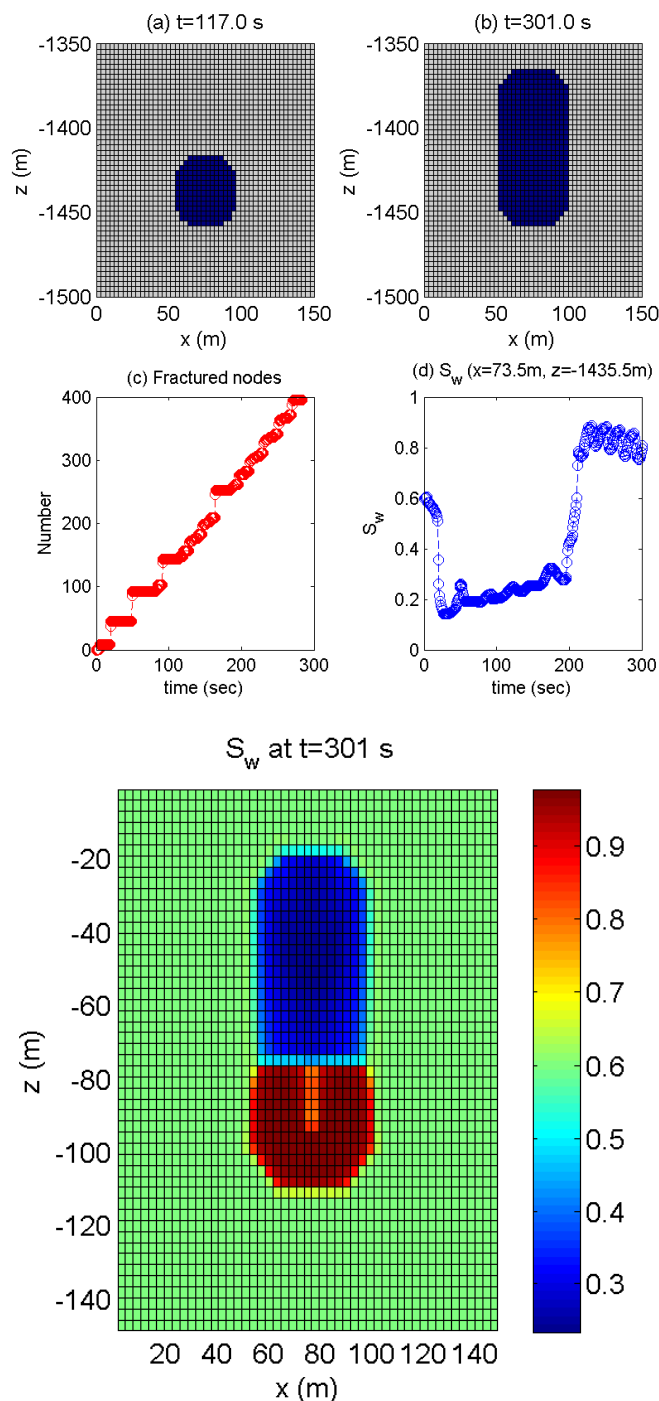 (a) t=117.0 s
-1350
-1400
-1450
-1500
z (m)
0 50 100 150
x (m)
(b) t=301.0 s
-1350
-1400
-1450
-1500
z (m)
0 50 100 150
x (m)
(c) Fractured nodes
400
300
200
100
0
Number
0 100 200 300
time (sec)
(d) S_w (x=73.5m, z=-1435.5m)
1
0.8
0.6
0.4
0.2
0
S_w
0 100 200 300
time (sec)
S_w at t=301 s
-20
-40
-60
-80
-100
-120
-140
z (m)
20 40 60 80 100 120 140
x (m)
0.9
0.8
0.7
0.6
0.5
0.4
0.3